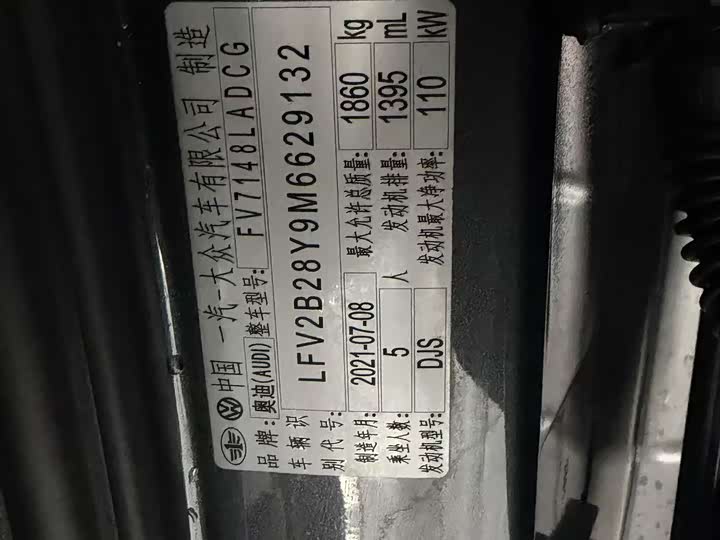 中国 一汽-大众汽车有限公司 制造
品牌: 奥迪(AUDI) 整车型号: FV7148LADCG
车辆识别代号: LFV2B28Y9M6629132
制造年月: 2021-07-08 最大允许总质量: 1860 kg
乘坐人数: 5 人 发动机排量: 1395 mL
发动机型号: DJS 发动机最大净功率: 110 kW